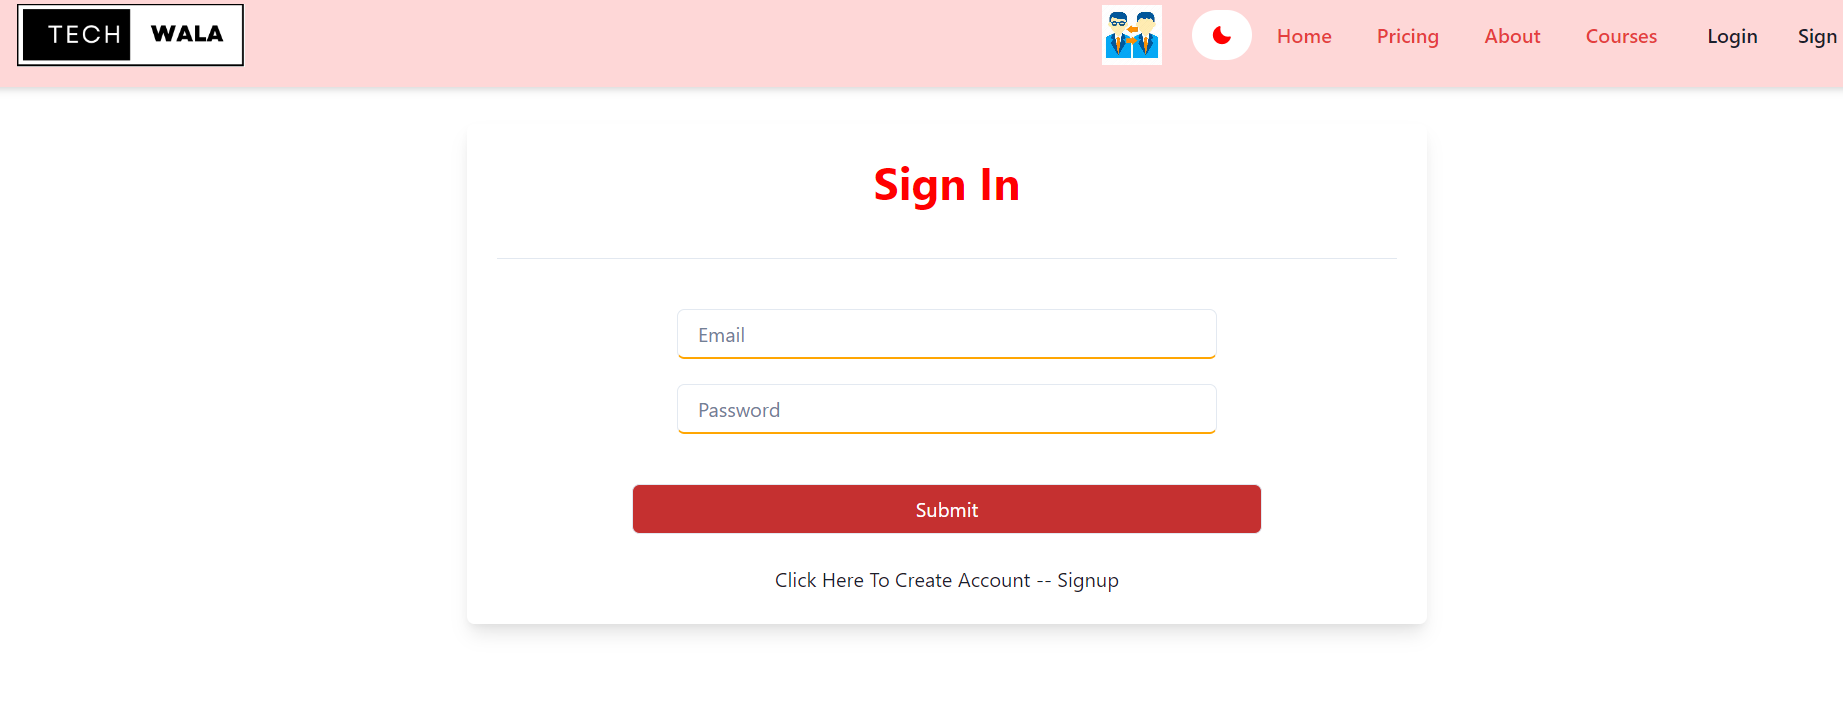 TECH WALA
Home Pricing About Courses Login Sign
Sign In
Email
Password
Submit
Click Here To Create Account -- Signup